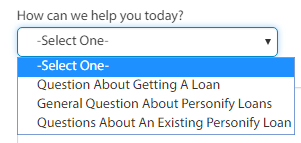 How can we help you today?
-Select One-
-Select One-
Question About Getting A Loan
General Question About Personify Loans
Questions About An Existing Personify Loan